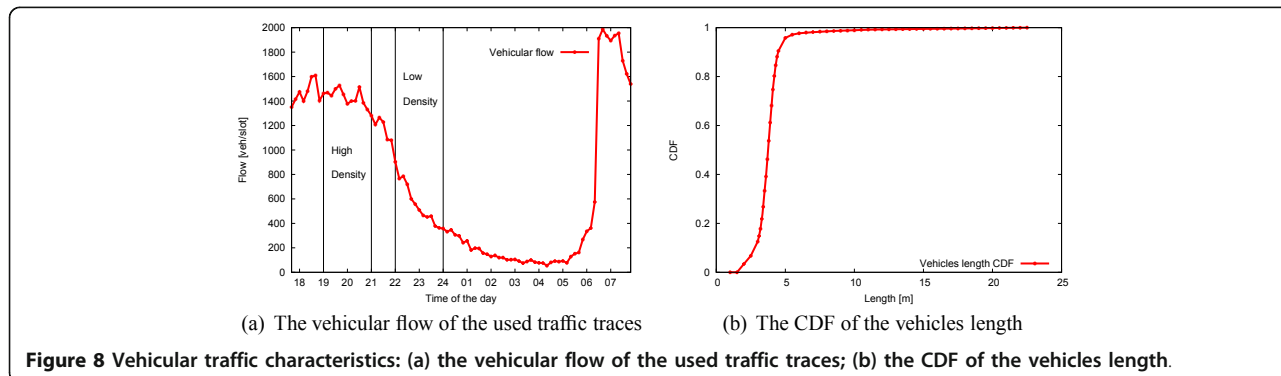 2000
1800
1600
1400
1200
1000
800
600
400
200
0
Flow [veh/slot]
Vehicular flow
Low
Density
High
Density
18 19 20 21 22 23 24 01 02 03 04 05 06 07
Time of the day
(a) The vehicular flow of the used traffic traces
1
0.8
0.6
0.4
0.2
0
CDF
Vehicles length CDF
0 5 10 15 20 25
Length [m]
(b) The CDF of the vehicles length
Figure 8 Vehicular traffic characteristics: (a) the vehicular flow of the used traffic traces; (b) the CDF of the vehicles length.